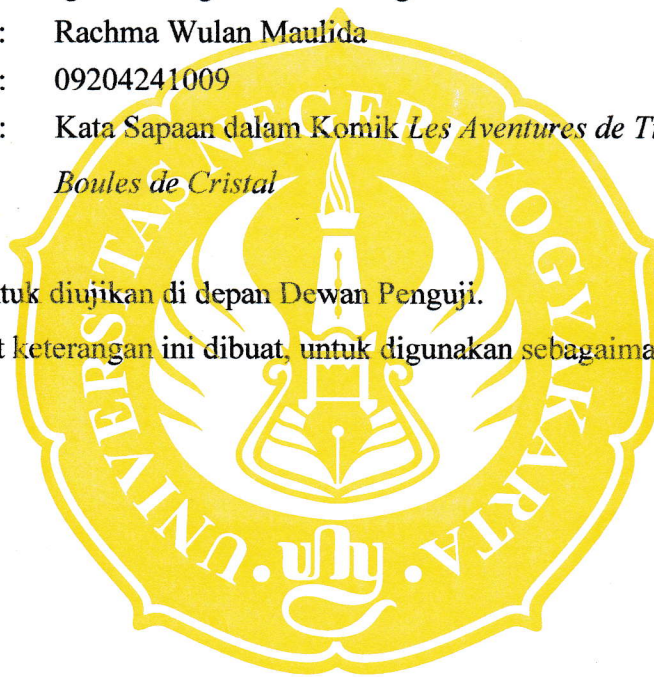 : Rachma Wulan Maulida
: 09204241009
: Kata Sapaan dalam Komik Les Aventures de Ti
Boules de Cristal
tuk diujikan di depan Dewan Penguji.
t keterangan ini dibuat, untuk digunakan sebagaima
UNIVERSITAS NEGERI YOGYAKARTA
uny